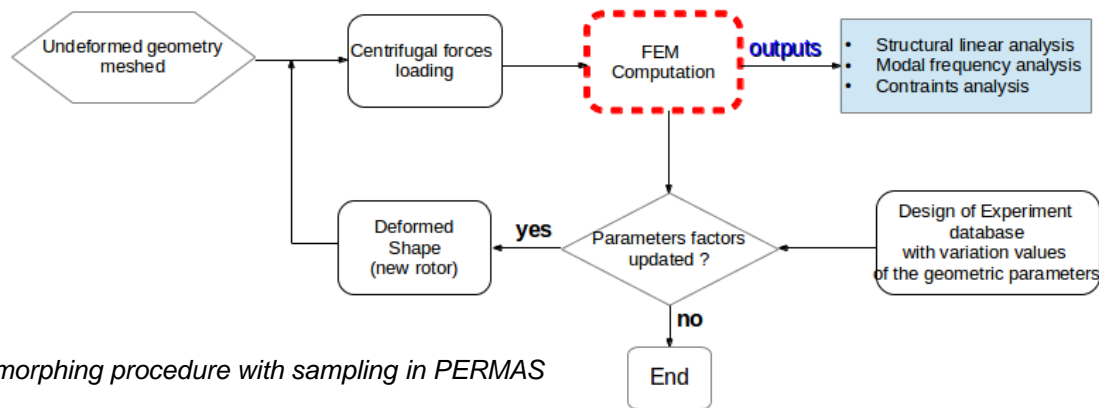 Undeformed geometry
meshed
Centrifugal forces
loading
FEM
Computation
outputs
• Structural linear analysis
• Modal frequency analysis
• Contraints analysis
Deformed
Shape
(new rotor)
yes
Parameters factors
updated ?
Design of Experiment
database
with variation values
of the geometric parameters
no
End
morphing procedure with sampling in PERMAS